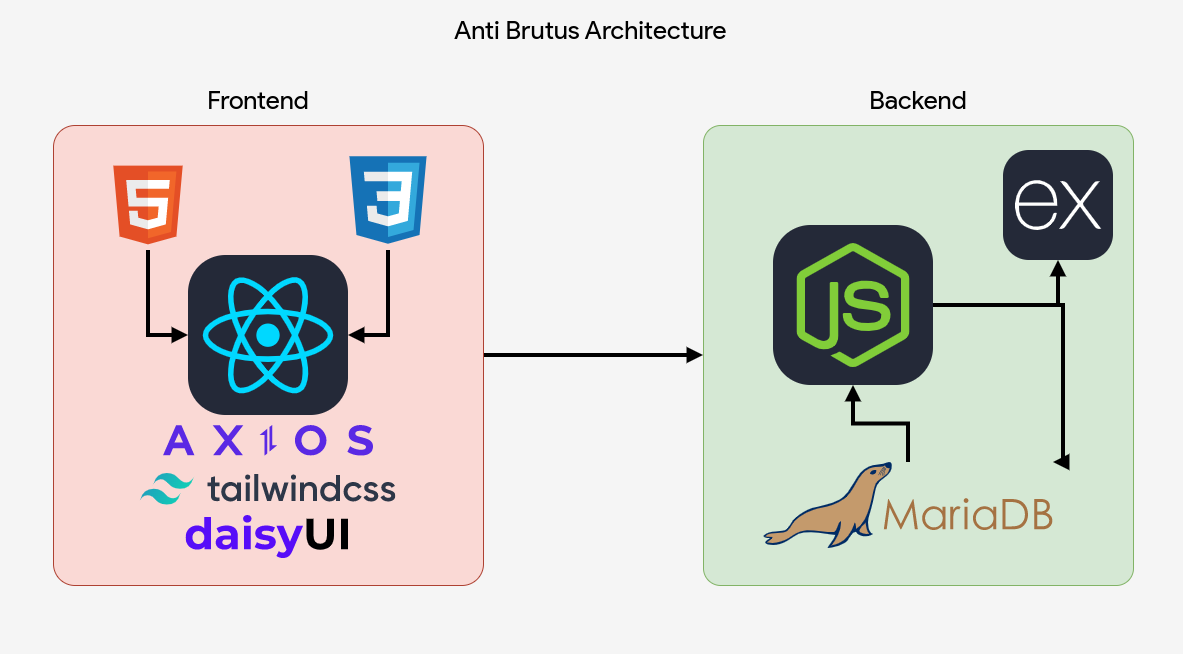 Anti Brutus Architecture
Frontend
Backend
5
3
ex
JS
AXIOS
tailwindcss
daisyUI
MariaDB